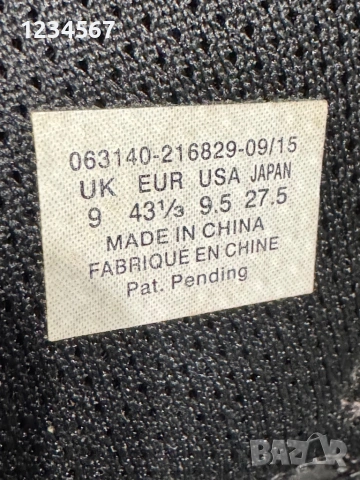 1234567
063140-216829-09/15
UK EUR USA JAPAN
9 43⅓ 9.5 27.5
MADE IN CHINA
FABRIQUÉ EN CHINE
Pat. Pending
BAZAR